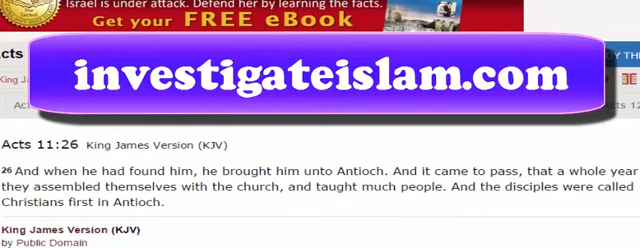 Israel is under attack. Defend her by learning the facts.
Get your FREE eBook
Acts
King J
investigateislam.com
Y THE
Ac
cts 12
Acts 11:26 King James Version (KJV)
26 And when he had found him, he brought him unto Antioch. And it came to pass, that a whole year
they assembled themselves with the church, and taught much people. And the disciples were called
Christians first in Antioch.
King James Version (KJV)
by Public Domain